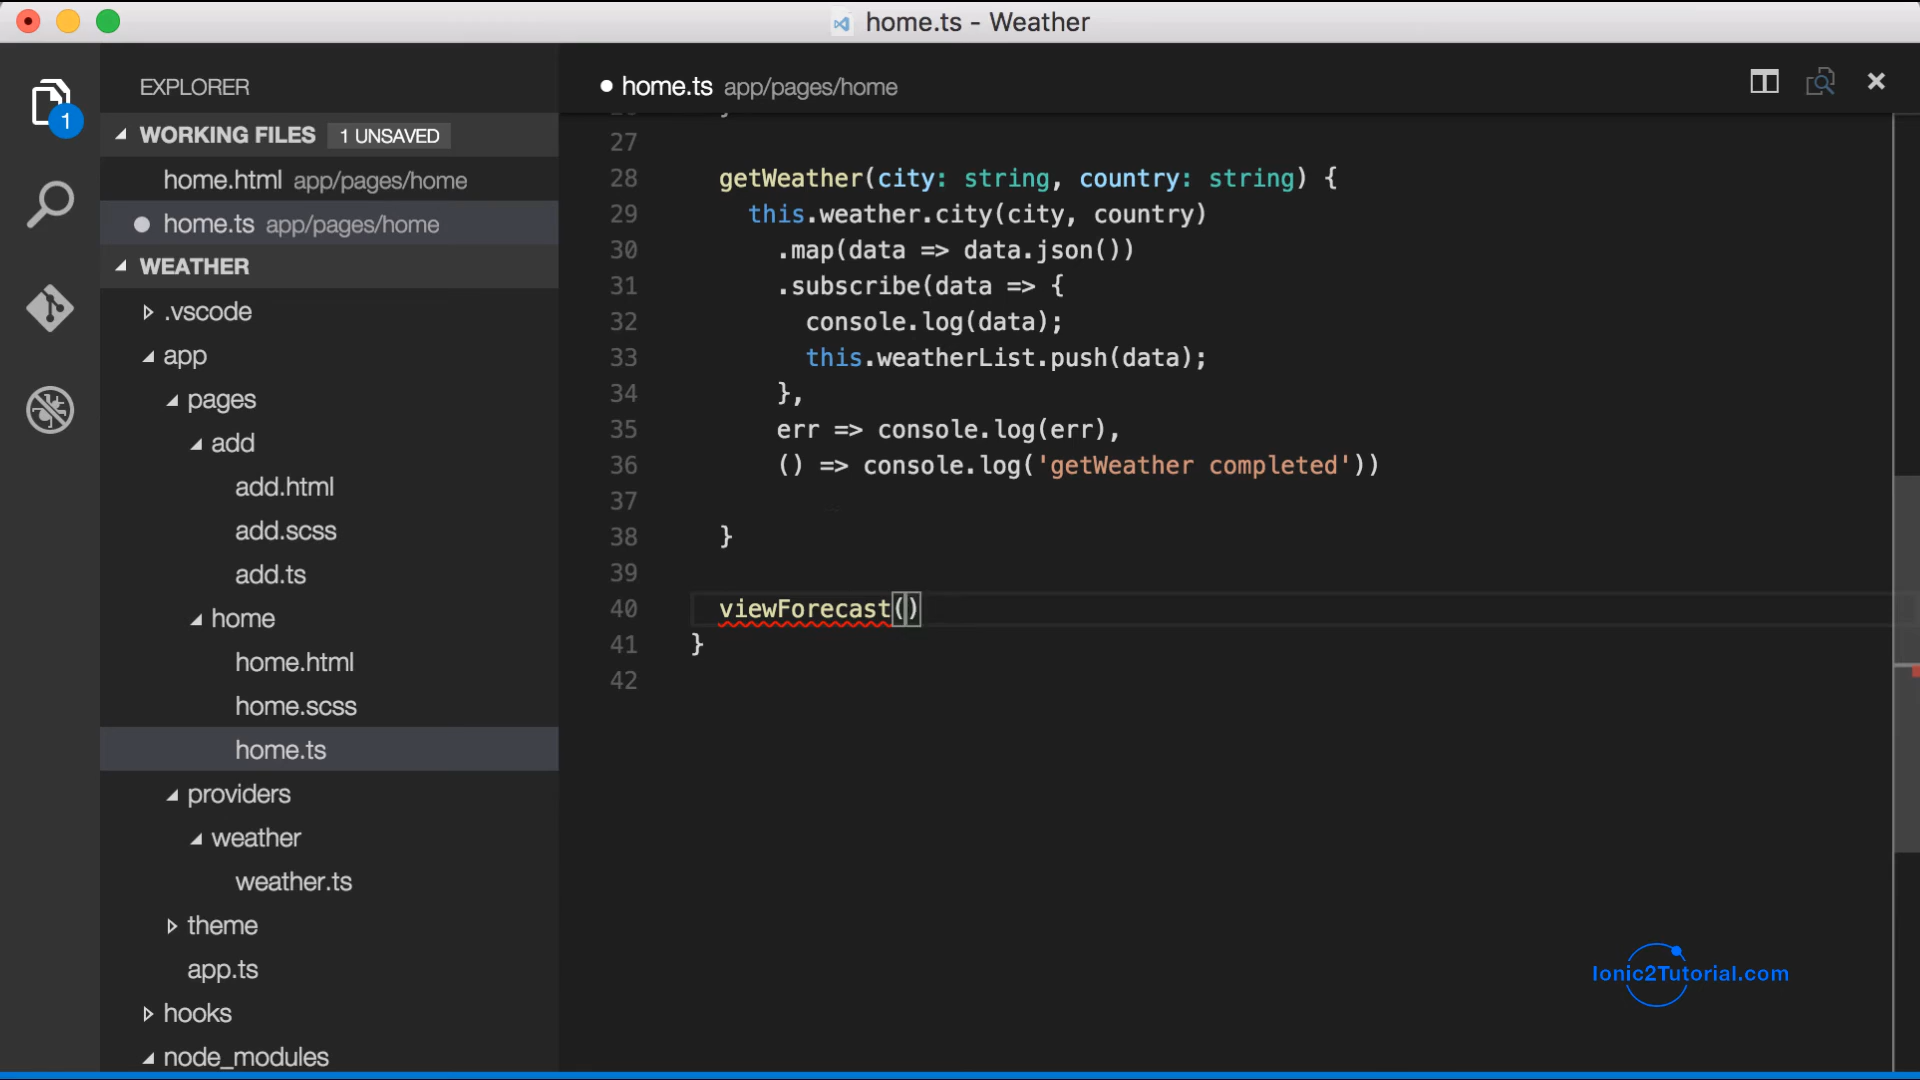 home.ts - Weather
EXPLORER
1
WORKING FILES 1 UNSAVED
home.html app/pages/home
home.ts app/pages/home
WEATHER
.vscode
app
pages
add
add.html
add.scss
add.ts
home
home.html
home.scss
home.ts
providers
weather
weather.ts
theme
app.ts
hooks
node_modules
home.ts app/pages/home
27
28 getWeather(city: string, country: string) {
29 this.weather.city(city, country)
30 .map(data => data.json())
31 .subscribe(data => {
32 console.log(data);
33 this.weatherList.push(data);
34 },
35 err => console.log(err),
36 () => console.log('getWeather completed'))
37
38 }
39
40 viewForecast()
41 }
42
Ionic2Tutorial.com